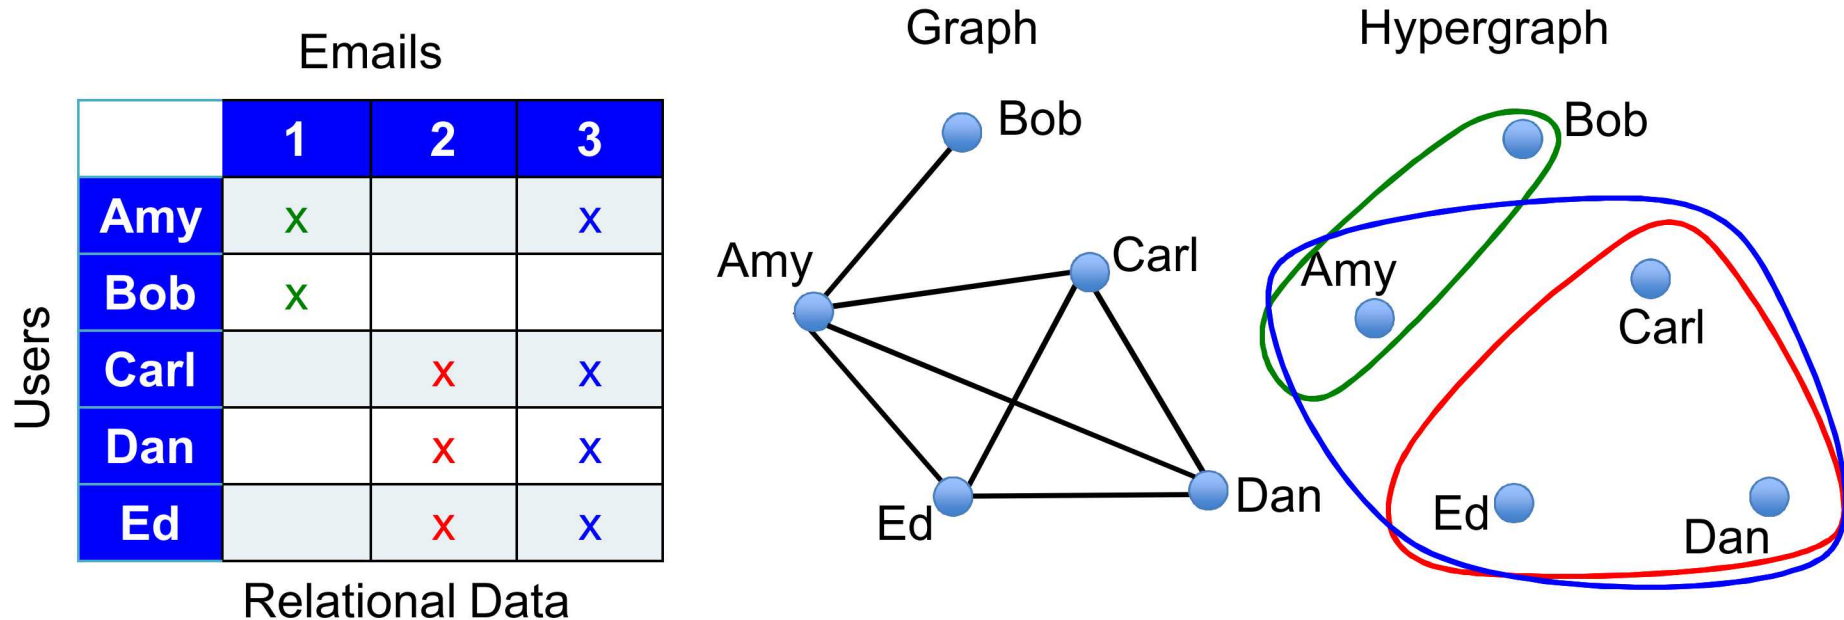 Emails
1 2 3
Users
Amy x x
Bob x
Carl x x
Dan x x
Ed x x
Relational Data
Graph
Bob
Amy
Carl
Ed
Dan
Hypergraph
Bob
Amy
Carl
Ed
Dan